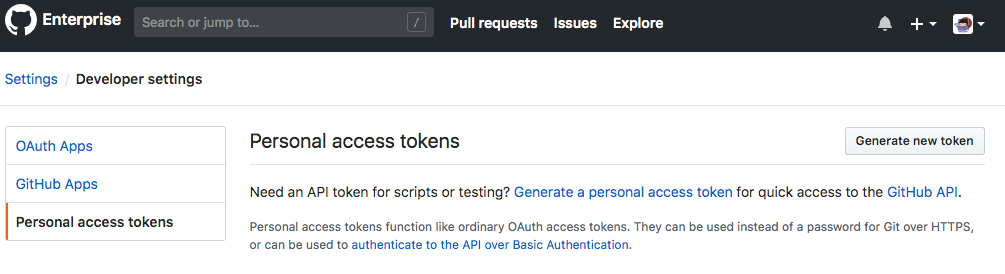 Enterprise Search or jump to... / Pull requests Issues Explore
Settings / Developer settings
OAuth Apps
GitHub Apps
Personal access tokens
Personal access tokens Generate new token
Need an API token for scripts or testing? Generate a personal access token for quick access to the GitHub API.
Personal access tokens function like ordinary OAuth access tokens. They can be used instead of a password for Git over HTTPS,
or can be used to authenticate to the API over Basic Authentication.